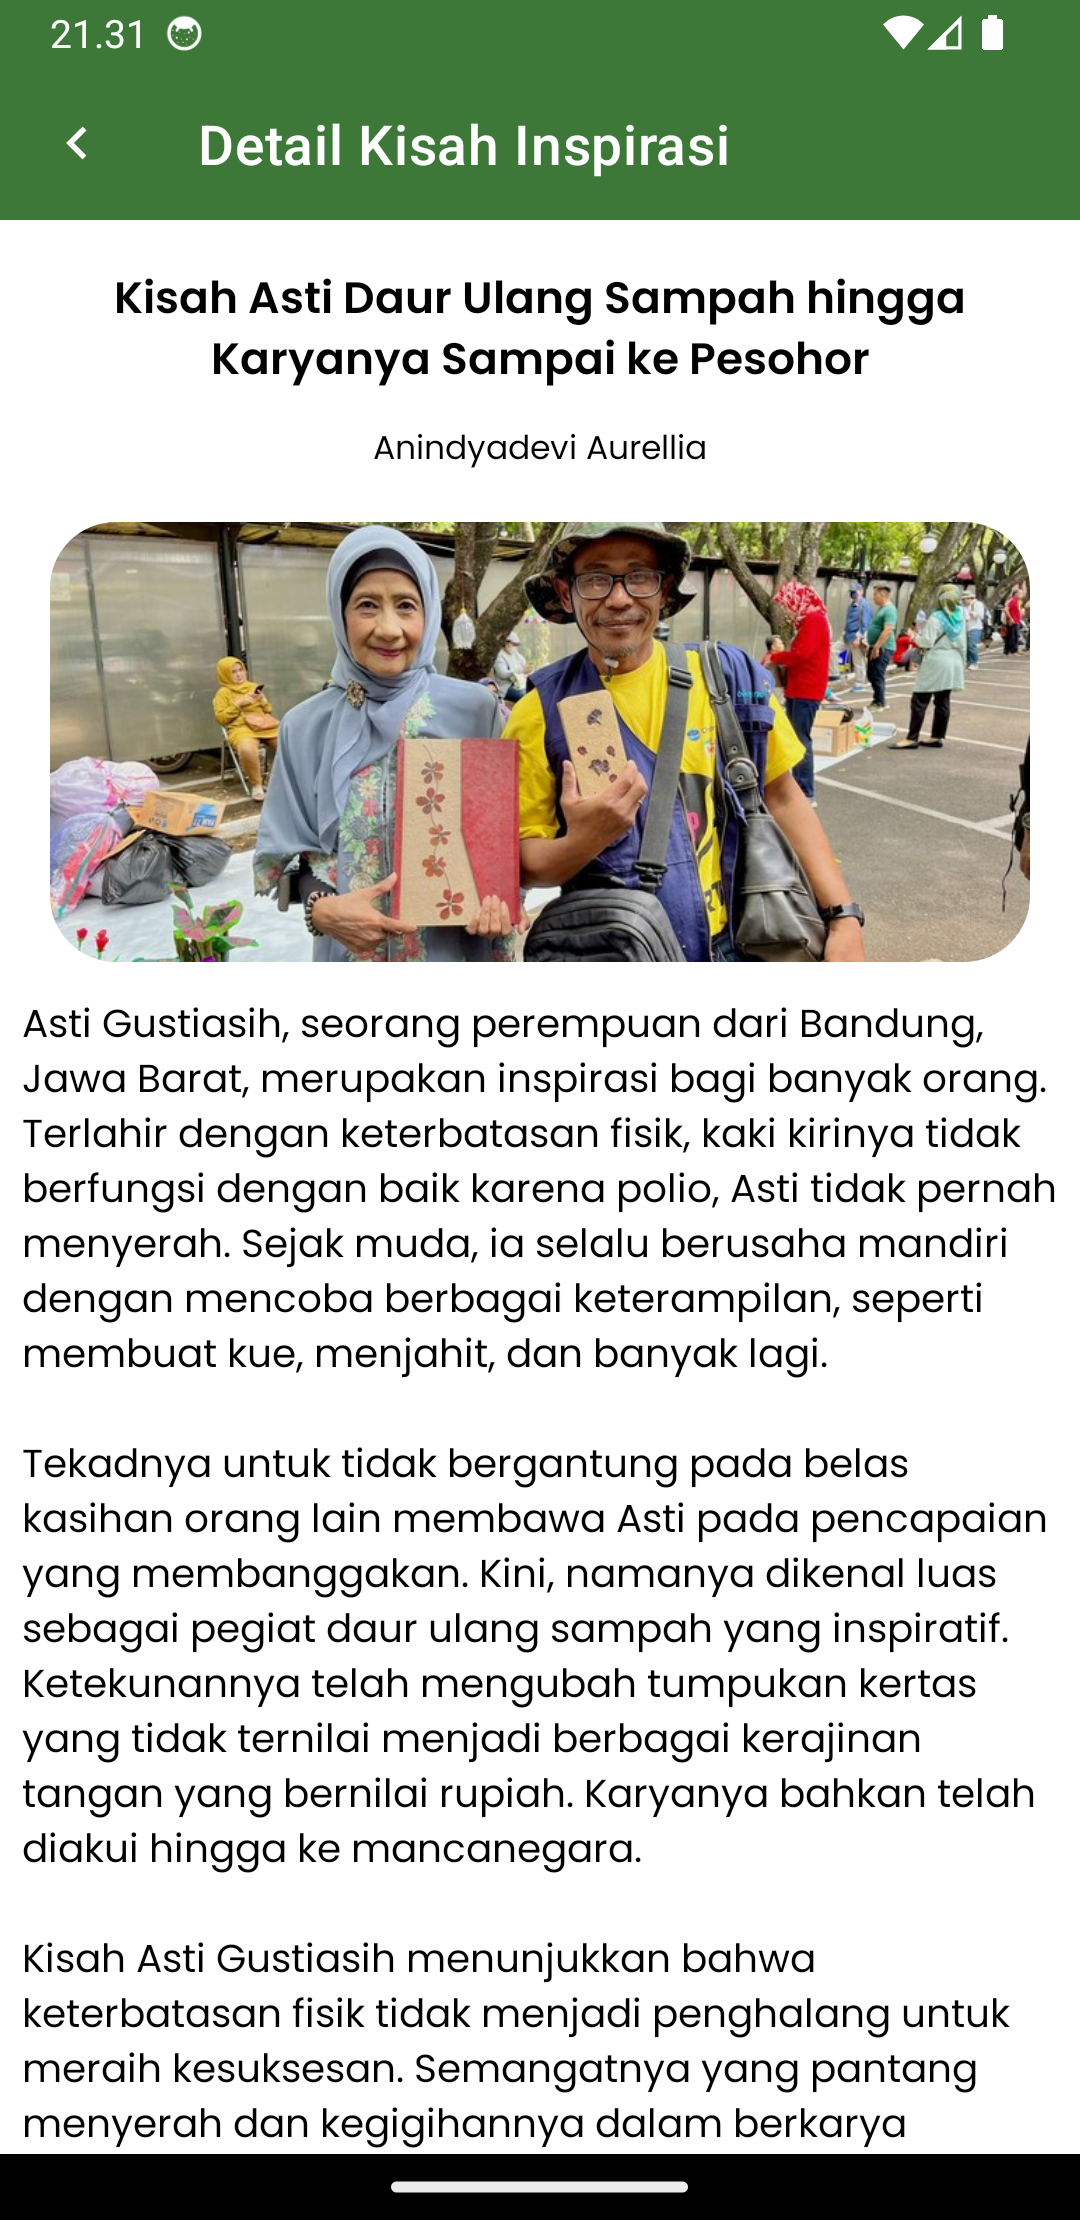 21.31
Detail Kisah Inspirasi
Kisah Asti Daur Ulang Sampah hingga
Karyanya Sampai ke Pesohor
Anindyadevi Aurellia
Asti Gustiasih, seorang perempuan dari Bandung,
Jawa Barat, merupakan inspirasi bagi banyak orang.
Terlahir dengan keterbatasan fisik, kaki kirinya tidak
berfungsi dengan baik karena polio, Asti tidak pernah
menyerah. Sejak muda, ia selalu berusaha mandiri
dengan mencoba berbagai keterampilan, seperti
membuat kue, menjahit, dan banyak lagi.
Tekadnya untuk tidak bergantung pada belas
kasihan orang lain membawa Asti pada pencapaian
yang membanggakan. Kini, namanya dikenal luas
sebagai pegiat daur ulang sampah yang inspiratif.
Ketekunannya telah mengubah tumpukan kertas
yang tidak ternilai menjadi berbagai kerajinan
tangan yang bernilai rupiah. Karyanya bahkan telah
diakui hingga ke mancanegara.
Kisah Asti Gustiasih menunjukkan bahwa
keterbatasan fisik tidak menjadi penghalang untuk
meraih kesuksesan. Semangatnya yang pantang
menyerah dan kegigihannya dalam berkarya